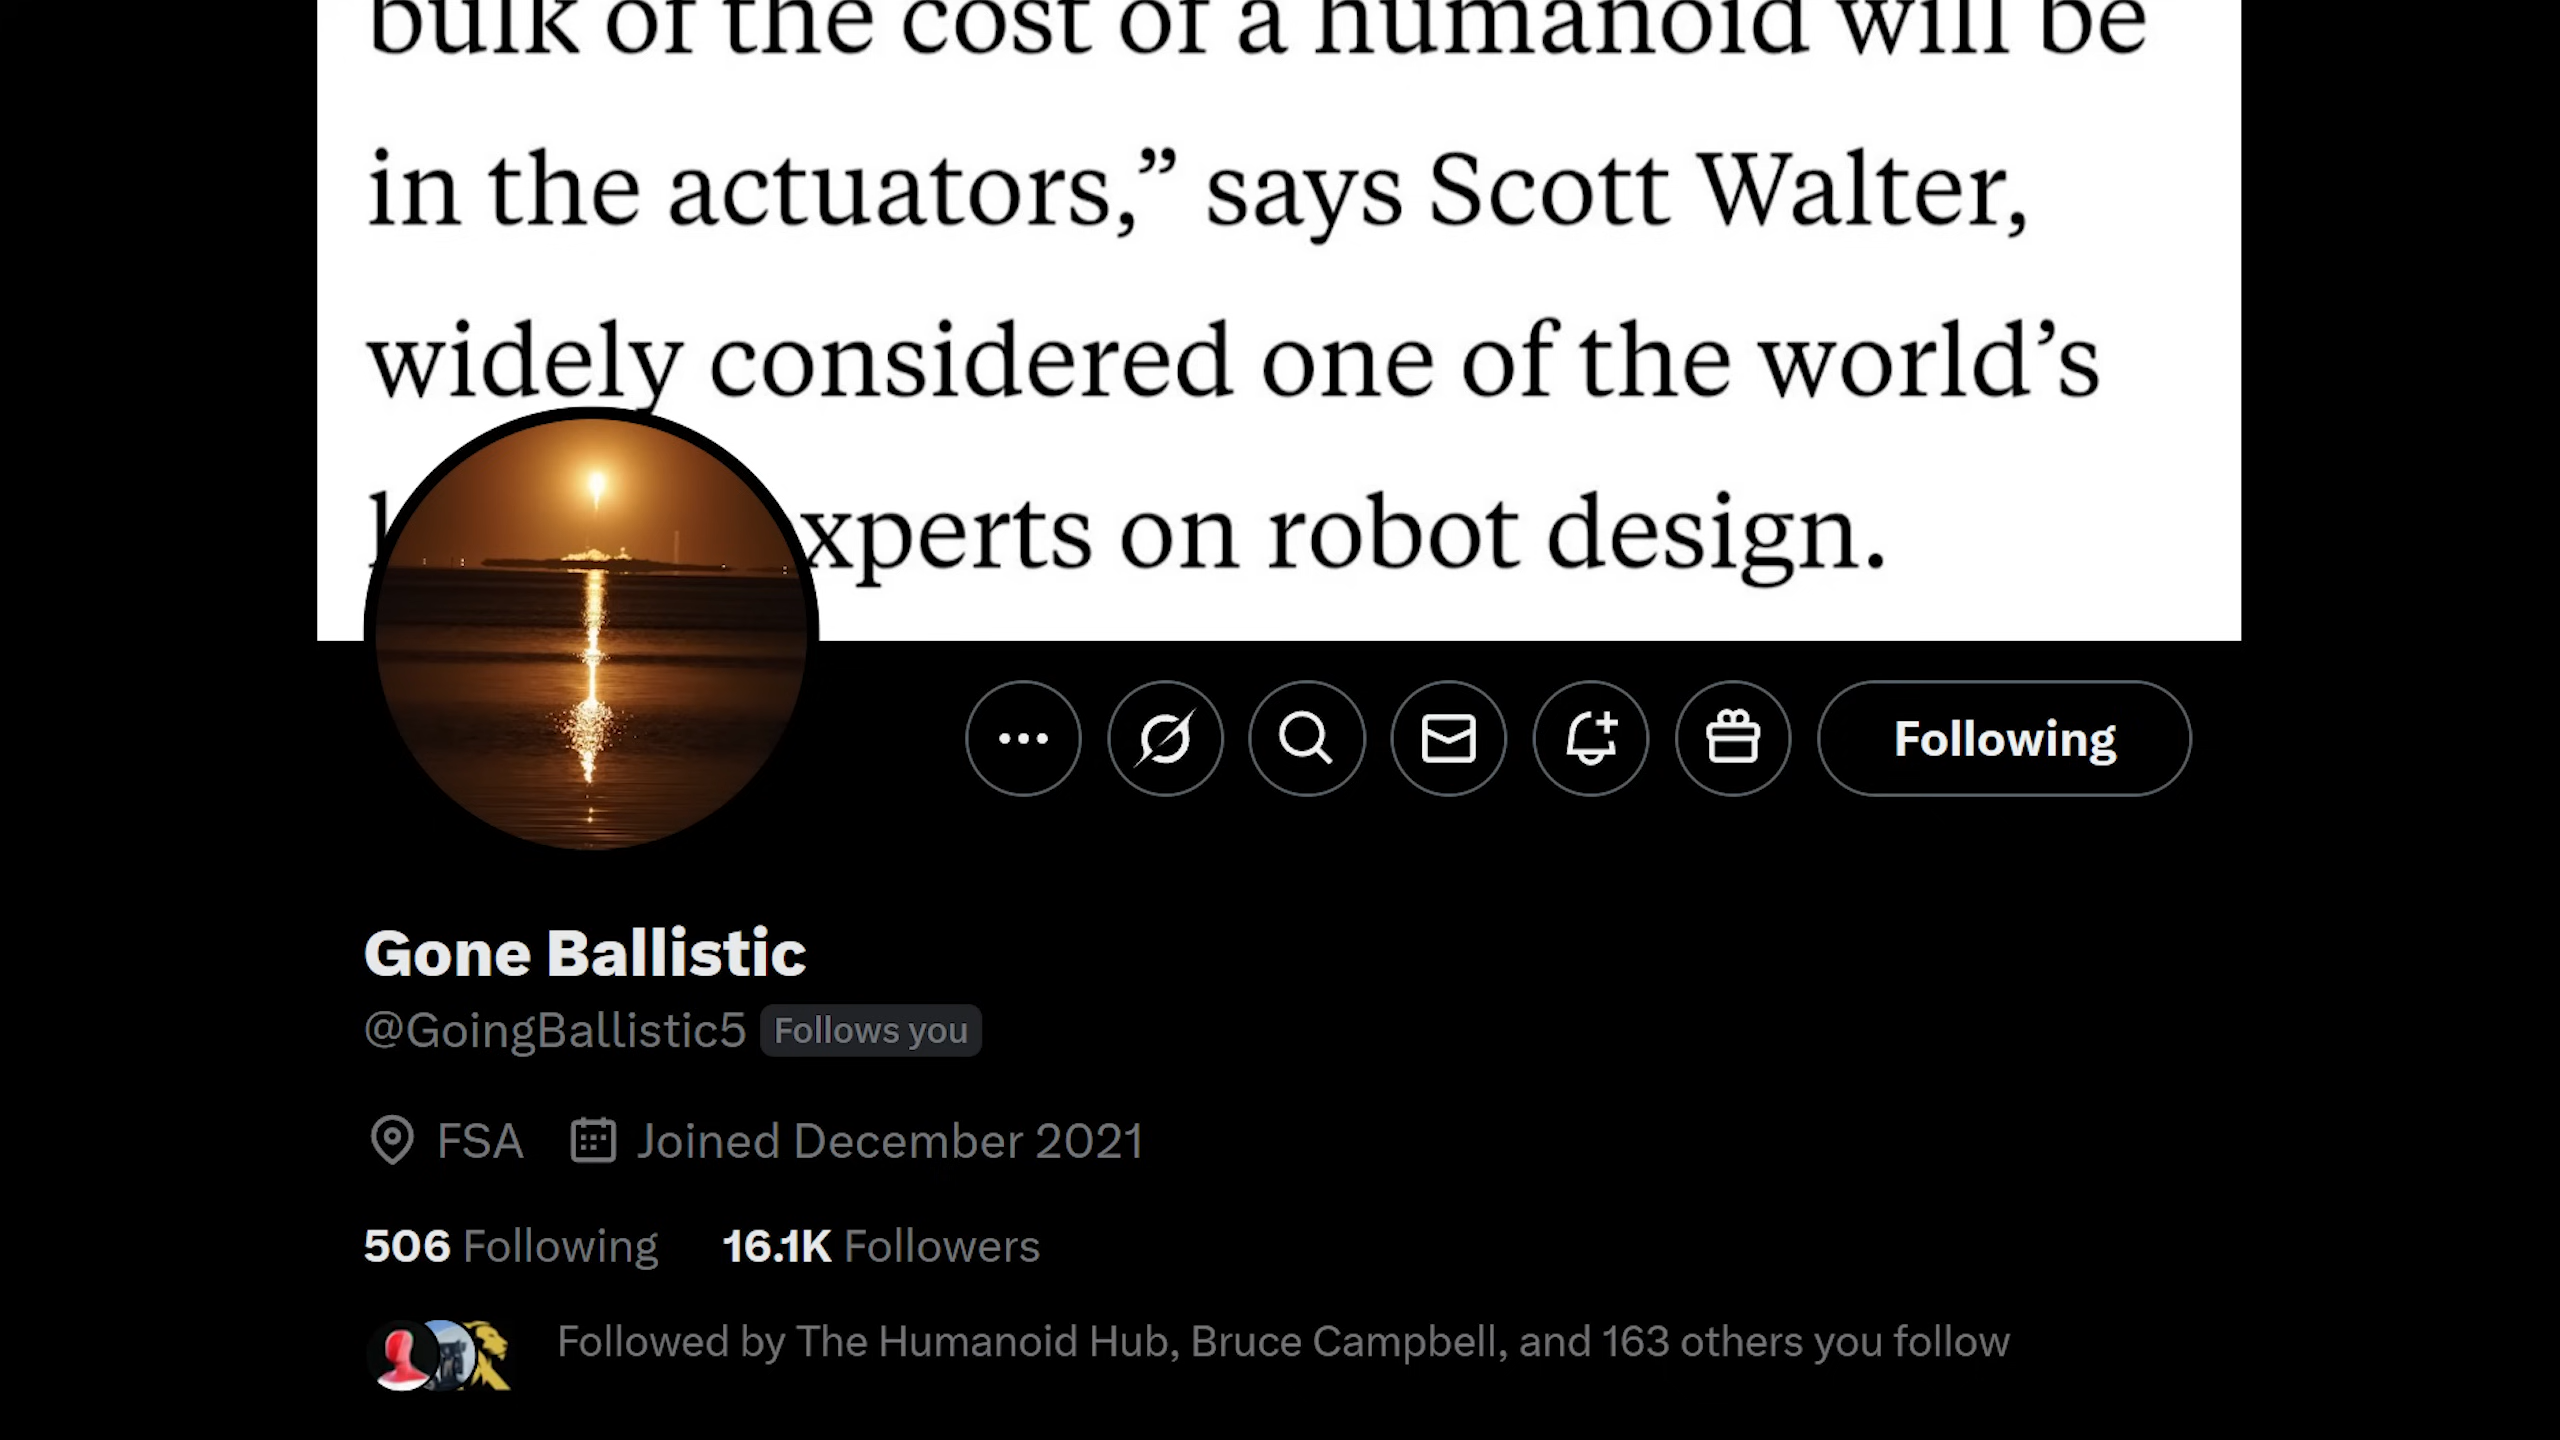 bulk of the cost of a humanoid will be
in the actuators,” says Scott Walter,
widely considered one of the world’s
on robot design.
Following
Gone Ballistic
@GoingBallistic5 Follows you
FSA Joined December 2021
506 Following 16.1K Followers
Followed by The Humanoid Hub, Bruce Campbell, and 163 others you follow